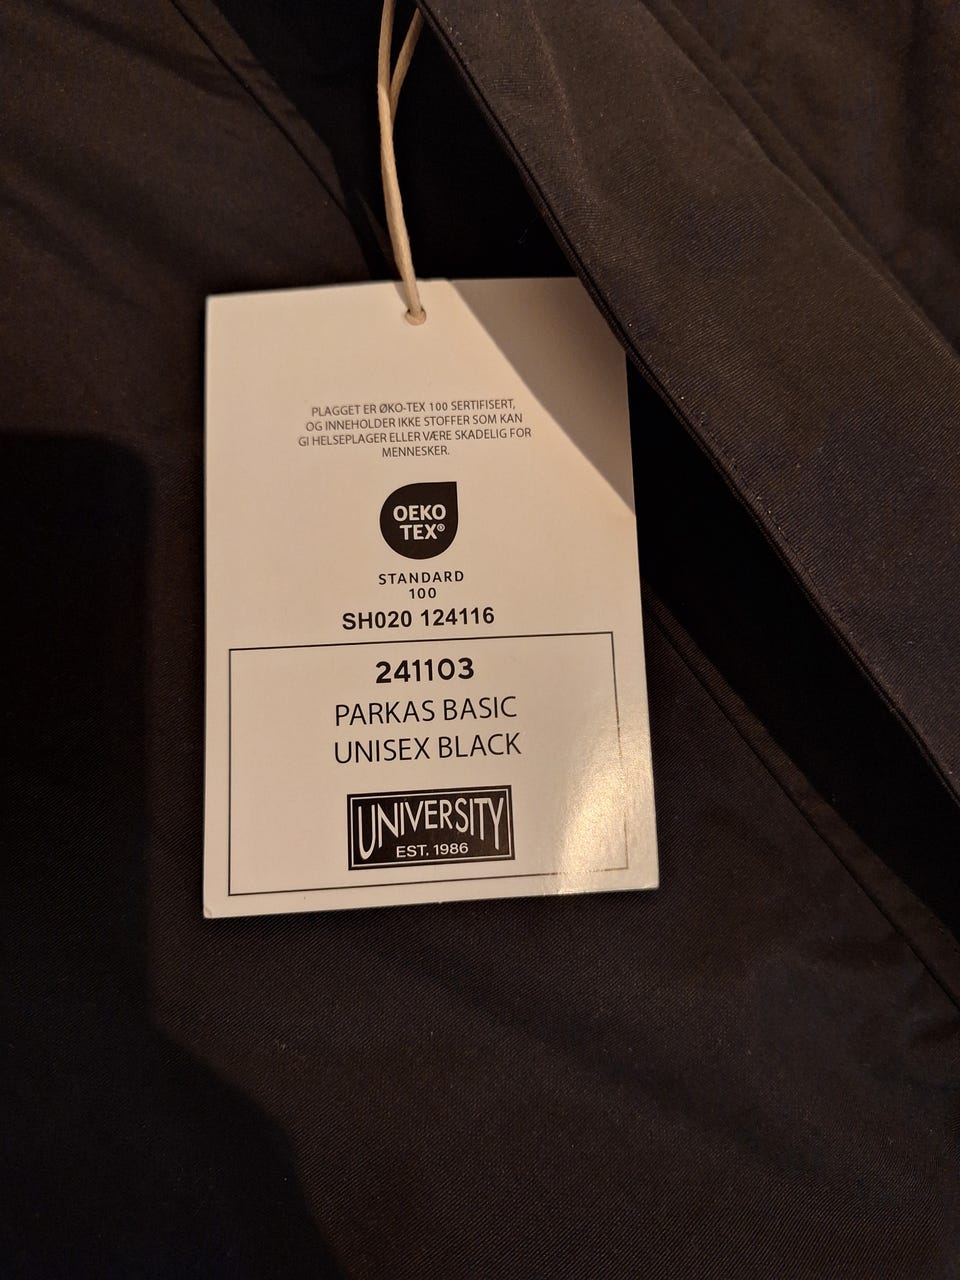 PLAGGET ER ØKO-TEX 100 SERTIFISERT,
OG INNEHOLDER IKKE STOFFER SOM KAN
GI HELSEPLAGER ELLER VÆRE SKADELIG FOR
MENNESKER.
OEKO
TEX®
STANDARD
100
SH020 124116
241103
PARKAS BASIC
UNISEX BLACK
UNIVERSITY
EST. 1986